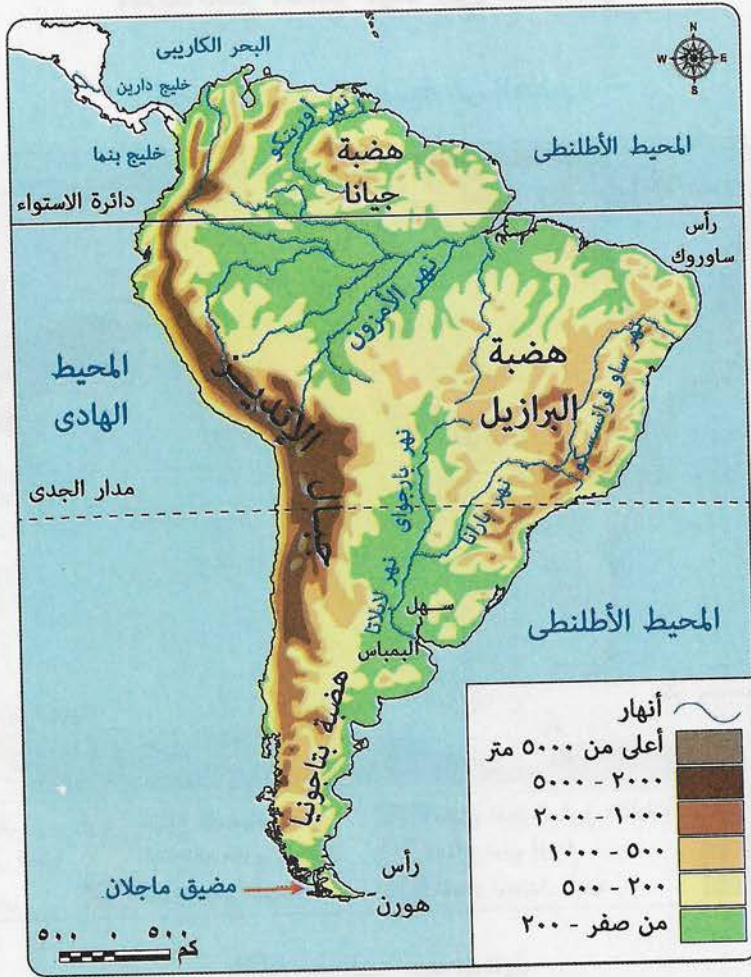 N
W E
S
البحر الكاريبى
خليج دارين
خليج بنما
نهر أورينكو
هضبة
جيانا
المحيط الأطلنطى
دائرة الاستواء
رأس
ساوروك
نهر الأمزون
هضبة
البرازيل
نهر ساو فرانسسكو
المحيط
الهادى
جبال الإنديز
مدار الجدى
نهر بارجواى
نهر بارانا
نهر لابلاتا
سهل
البمباس
المحيط الأطلنطى
هضبة بتاجونيا
مضيق ماجلان
رأس
هورن
أنهار
أعلى من ٥٠٠٠ متر
٢٠٠٠ - ٥٠٠٠
١٠٠٠ - ٢٠٠٠
٥٠٠ - ١٠٠٠
٢٠٠ - ٥٠٠
من صفر - ٢٠٠
٥٠٠ ٠ ٥٠٠
كم